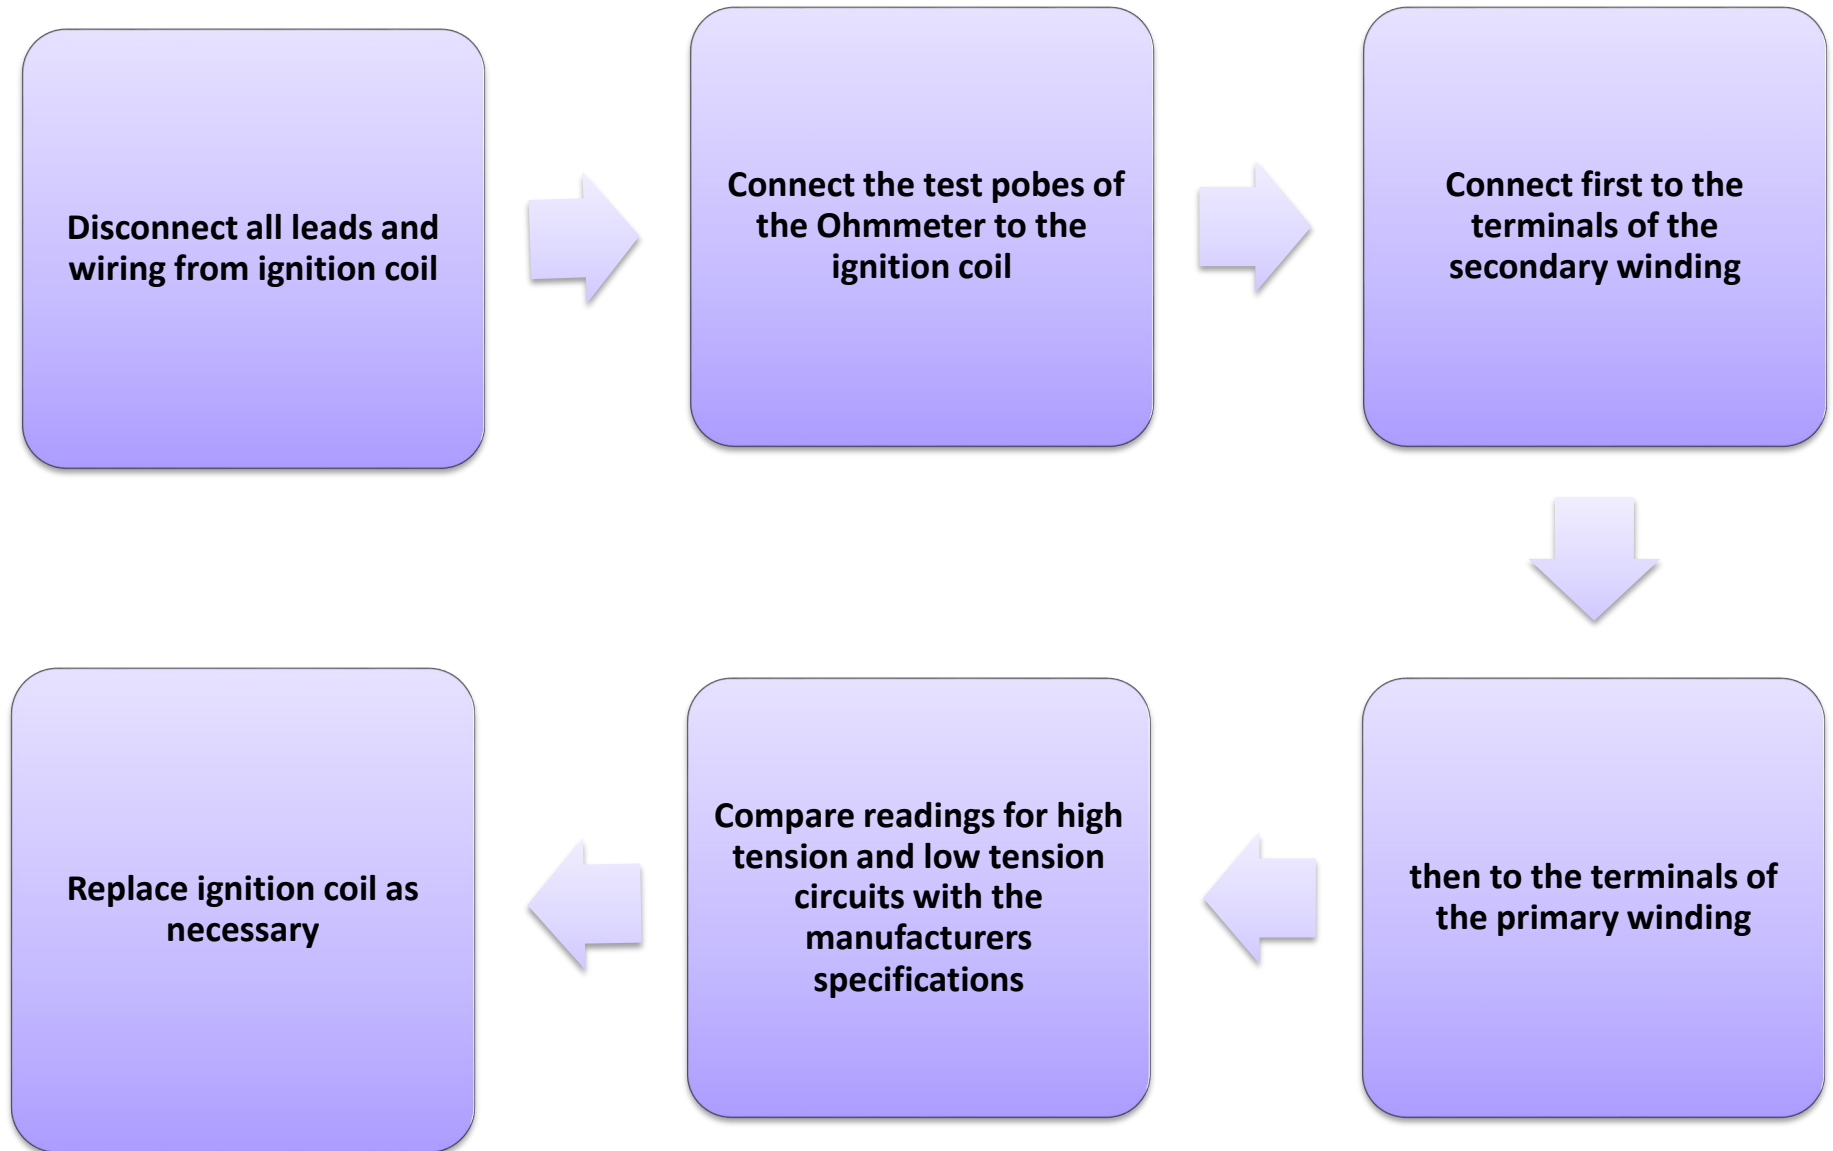 Disconnect all leads and
wiring from ignition coil
Connect the test pobes of
the Ohmmeter to the
ignition coil
Connect first to the
terminals of the
secondary winding
then to the terminals of
the primary winding
Compare readings for high
tension and low tension
circuits with the
manufacturers
specifications
Replace ignition coil as
necessary